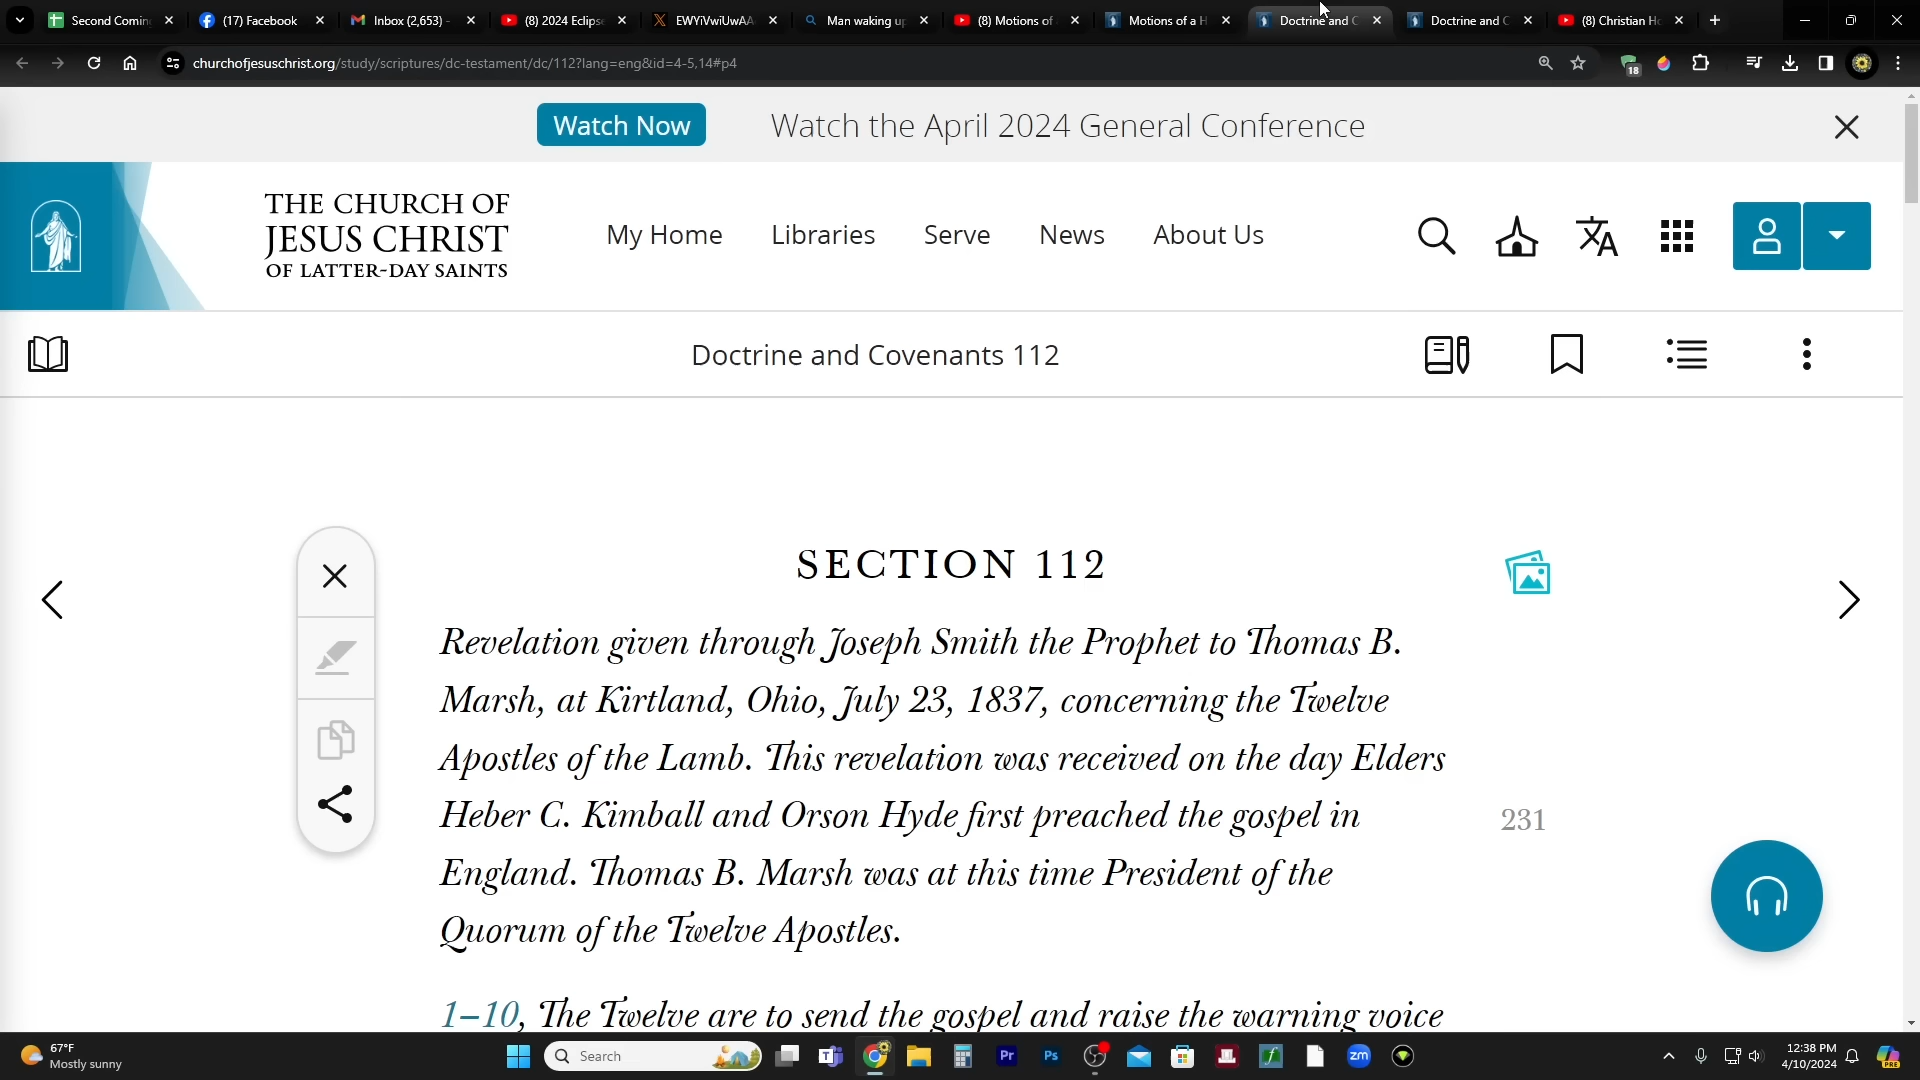 Second Comin
(17) Facebook
Inbox (2,653) -
(8) 2024 Eclips
EWYiVwiUwAA
Man waking up
(8) Motions of
Motions of a H
Doctrine and C
Doctrine and C
(8) Christian Ho
churchofjesuschrist.org/study/scriptures/dc-testament/dc/112?lang=eng&id=4-5,14#p4
18
Watch Now
Watch the April 2024 General Conference
THE CHURCH OF
JESUS CHRIST
OF LATTER-DAY SAINTS
My Home
Libraries
Serve
News
About Us
Doctrine and Covenants 112
SECTION 112
Revelation given through Joseph Smith the Prophet to Thomas B.
Marsh, at Kirtland, Ohio, July 23, 1837, concerning the Twelve
Apostles of the Lamb. This revelation was received on the day Elders
Heber C. Kimball and Orson Hyde first preached the gospel in
England. Thomas B. Marsh was at this time President of the
Quorum of the Twelve Apostles.
231
1–10, The Twelve are to send the gospel and raise the warning voice
67°F
Mostly sunny
Search
Pr
Ps
zm
12:38 PM
4/10/2024
PRE